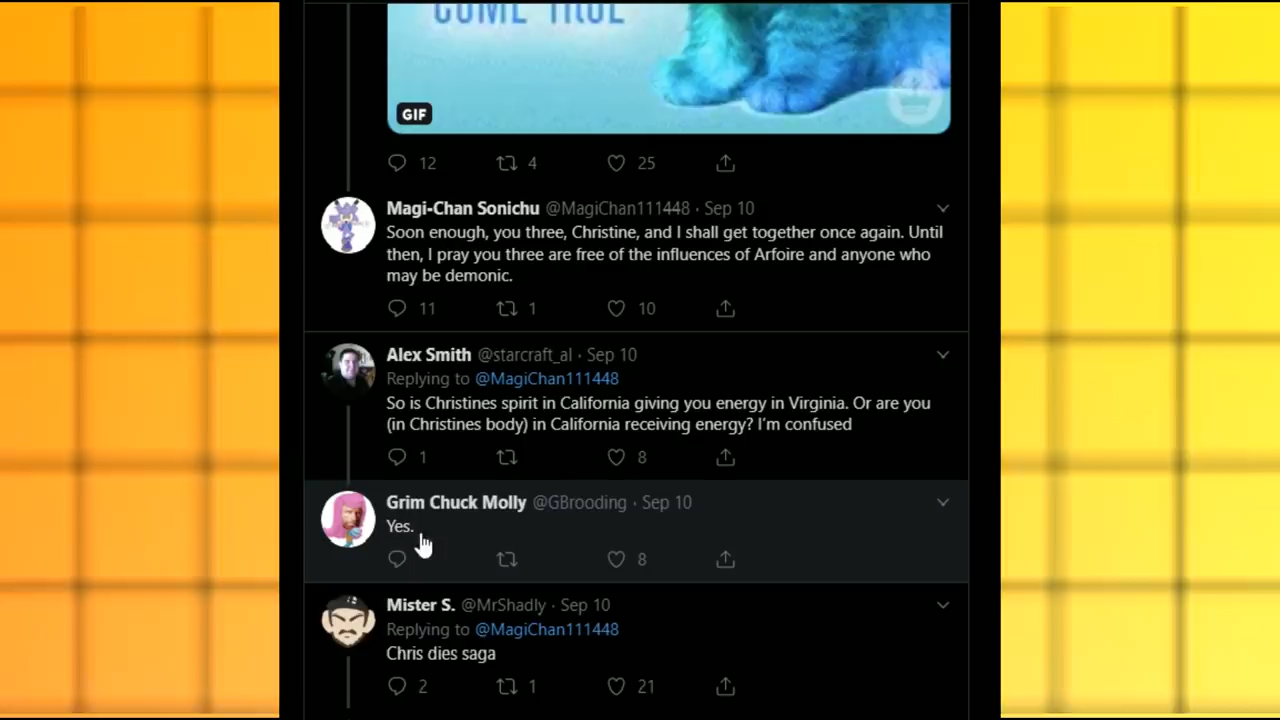 COME TRUE
GIF
12 4 25
Magi-Chan Sonichu @MagiChan111448 · Sep 10
Soon enough, you three, Christine, and I shall get together once again. Until
then, I pray you three are free of the influences of Arfoire and anyone who
may be demonic.
11 1 10
Alex Smith @starcraft_al · Sep 10
Replying to @MagiChan111448
So is Christines spirit in California giving you energy in Virginia. Or are you
(in Christines body) in California receiving energy? I'm confused
1 8
Grim Chuck Molly @GBrooding · Sep 10
Yes.
8
Mister S. @MrShadly · Sep 10
Replying to @MagiChan111448
Chris dies saga
2 1 21